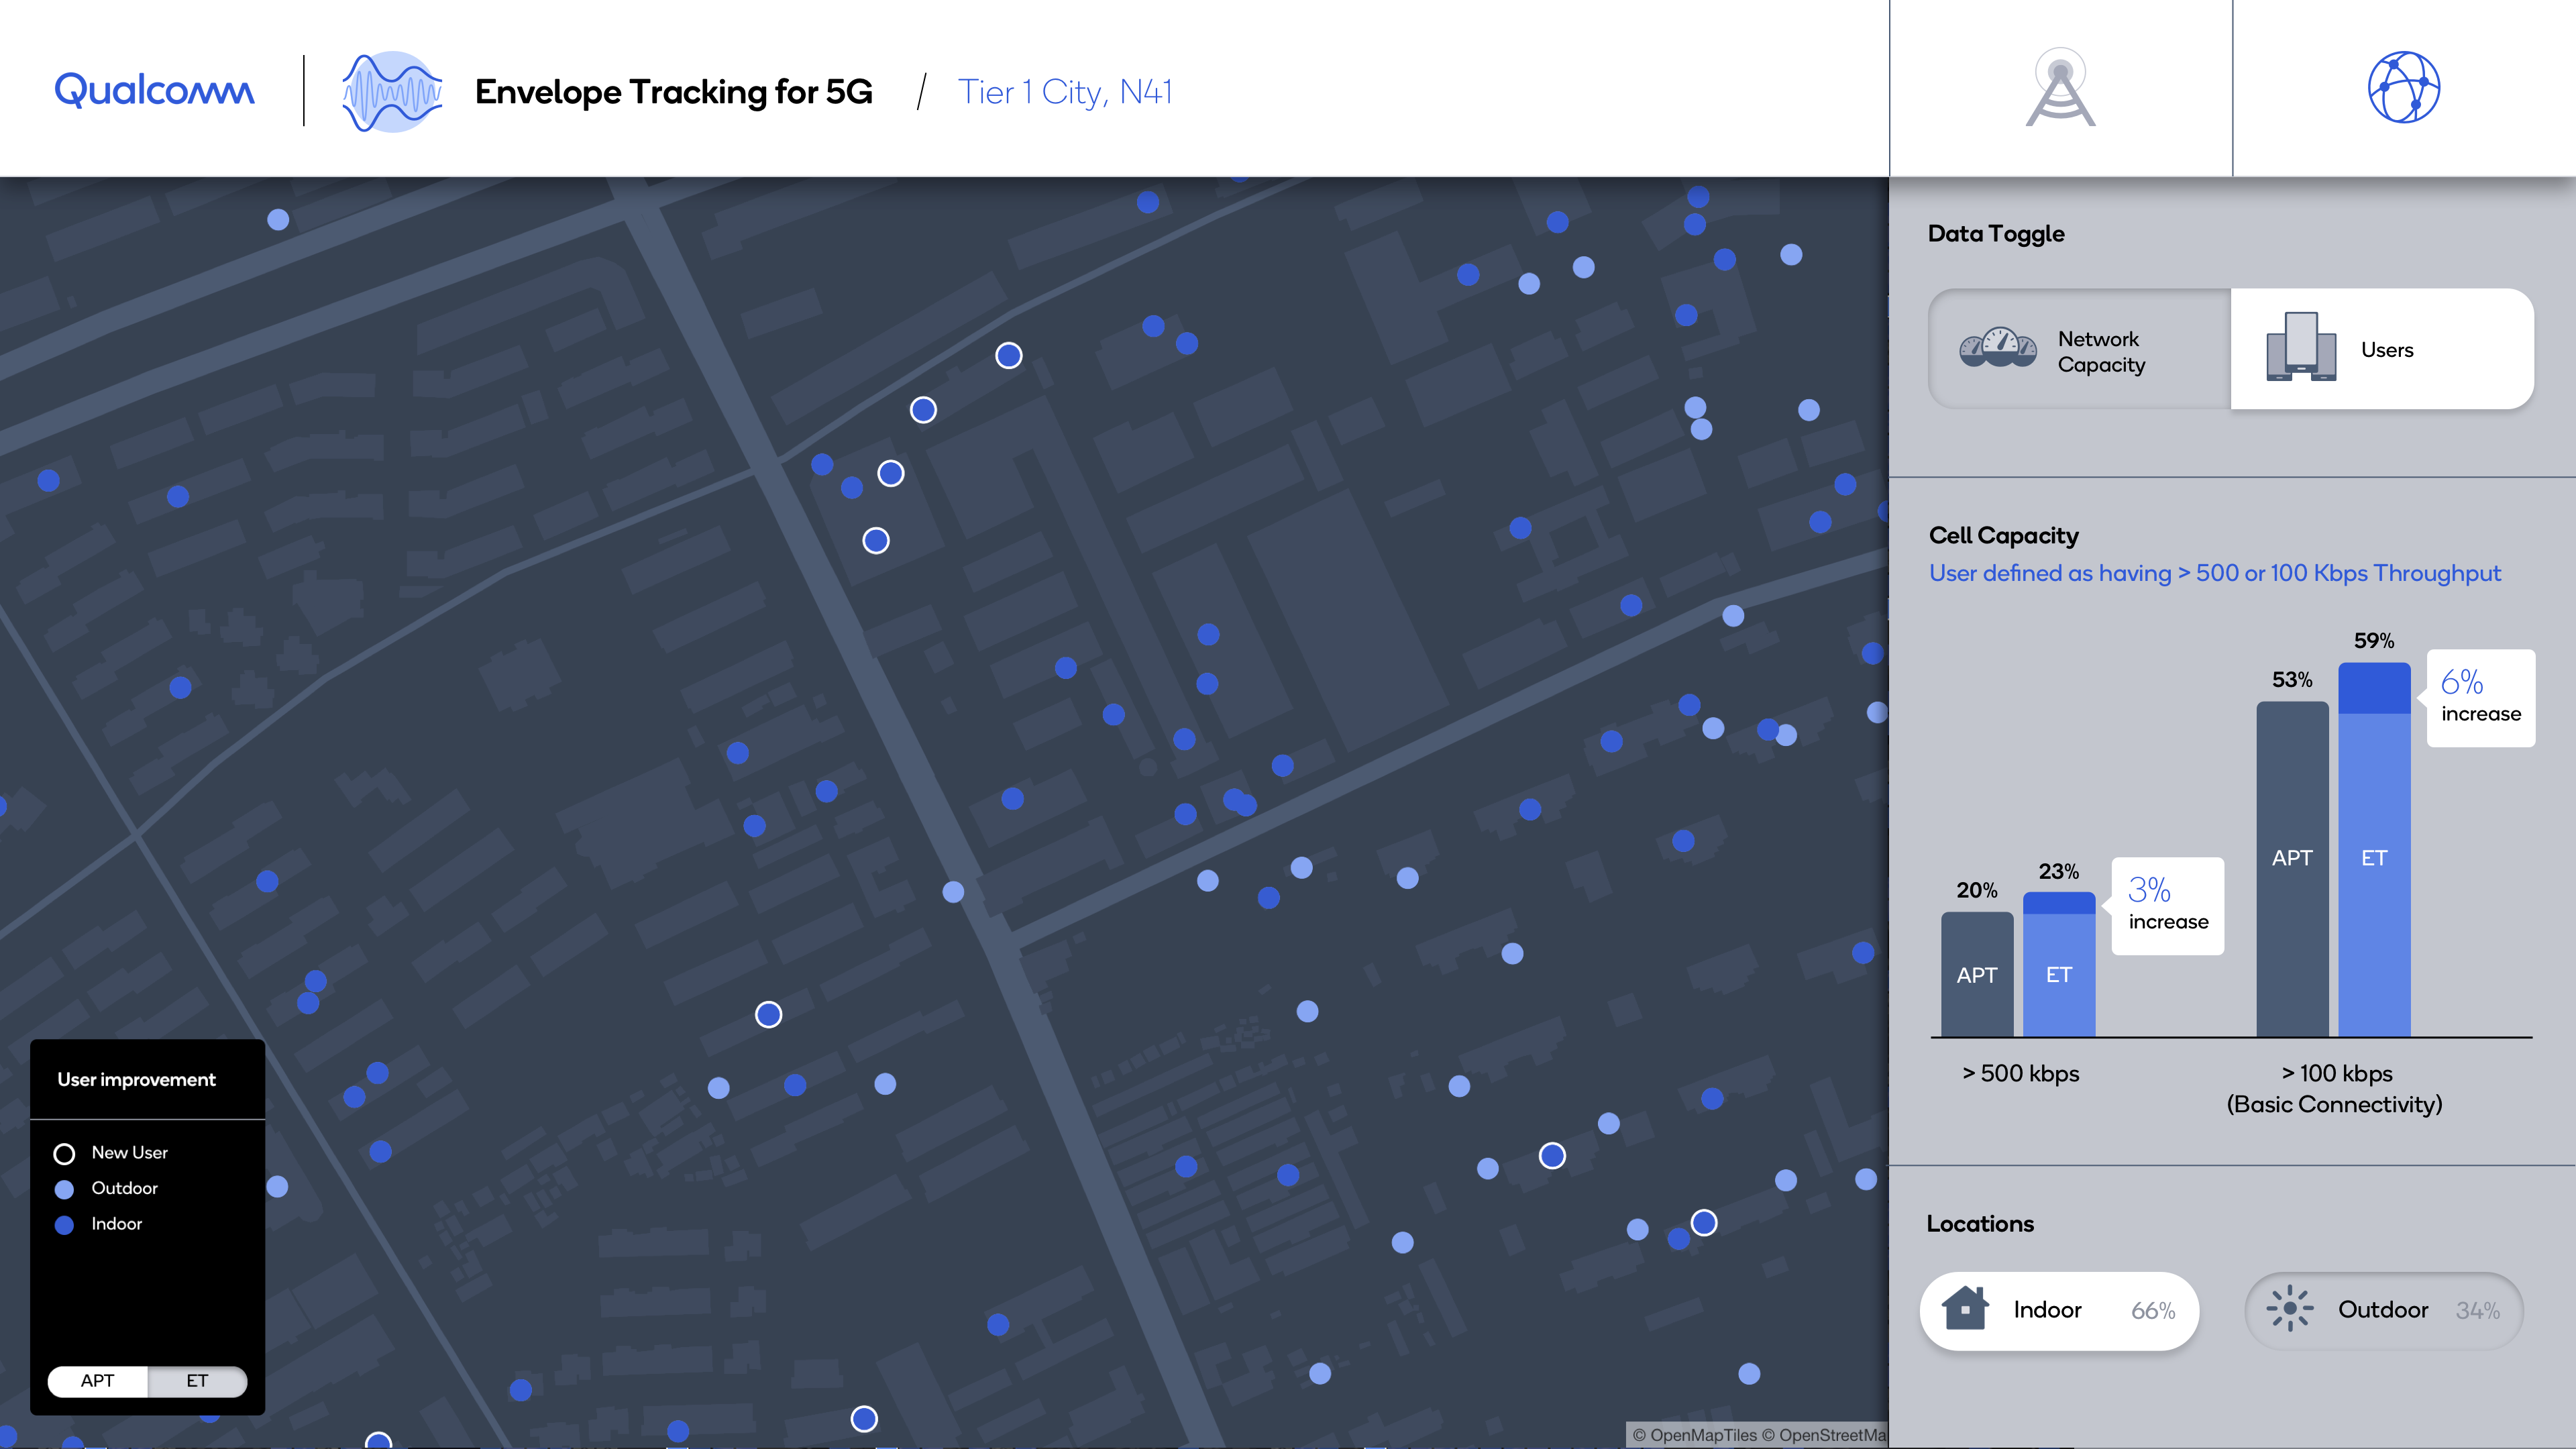 Qualcomm
Envelope Tracking for 5G / Tier 1 City, N41
Data Toggle
Network
Capacity
Users
Cell Capacity
User defined as having > 500 or 100 Kbps Throughput
59%
53%
6%
increase
APT
ET
23%
20%
3%
increase
APT
ET
> 500 kbps
> 100 kbps
(Basic Connectivity)
User improvement
New User
Outdoor
Indoor
APT
ET
Locations
Indoor 66%
Outdoor 34%
© OpenMapTiles © OpenStreetMa